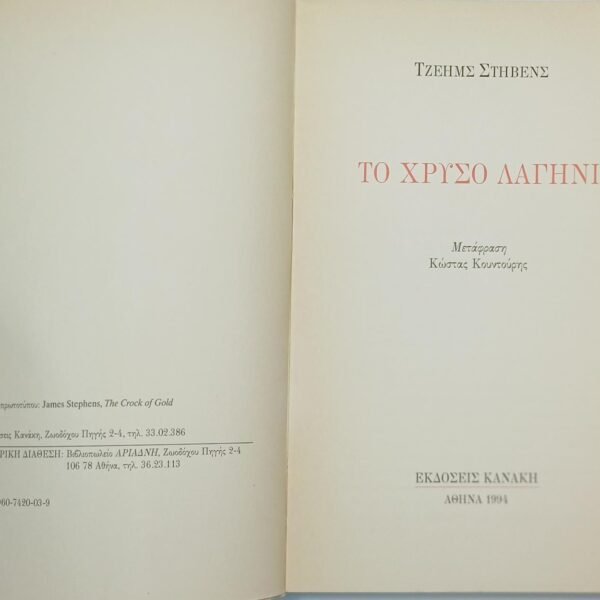 πρωτοτύπου: James Stephens, The Crock of Gold
σεις Κανάκη, Ζωοδόχου Πηγής 2-4, τηλ. 33.02.386
ΡΙΚΗ ΔΙΑΘΕΣΗ: Βιβλιοπωλείο ΑΡΙΑΔΝΗ, Ζωοδόχου Πηγής 2-4
106 78 Αθήνα, τηλ. 36.23.113
960-7420-03-9
ΤΖΕΗΜΣ ΣΤΗΒΕΝΣ
ΤΟ ΧΡΥΣΟ ΛΑΓΗΝΙ
Μετάφραση
Κώστας Κουντούρης
ΕΚΔΟΣΕΙΣ ΚΑΝΑΚΗ
ΑΘΗΝΑ 1994